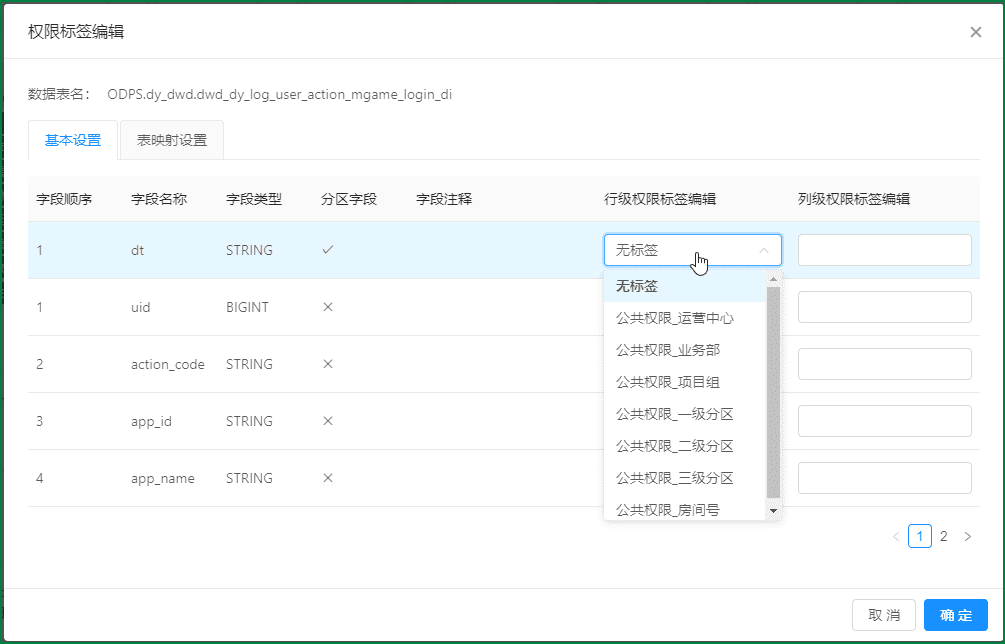 权限标签编辑
数据表名： ODPS.dy_dwd.dwd_dy_log_user_action_mgame_login_di
基本设置 表映射设置
字段顺序 字段名称 字段类型 分区字段 字段注释 行级权限标签编辑 列级权限标签编辑
1 dt STRING 无标签
无标签
1 uid BIGINT
公共权限_运营中心
公共权限_业务部
2 action_code STRING
公共权限_项目组
公共权限_一级分区
3 app_id STRING
公共权限_二级分区
公共权限_三级分区
4 app_name STRING
公共权限_房间号
1 2
取 消 确 定